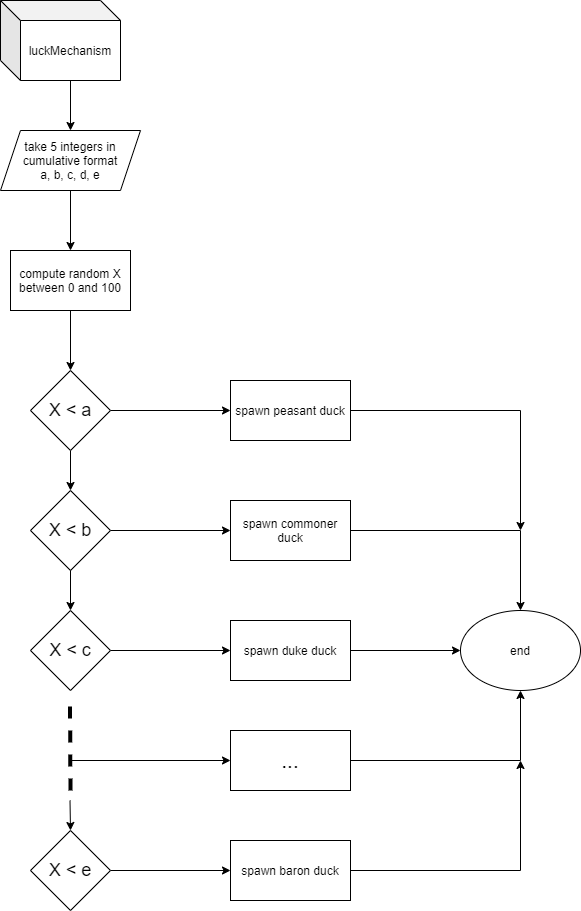 luckMechanism
take 5 integers in
cumulative format
a, b, c, d, e
compute random X
between 0 and 100
X < a
spawn peasant duck
X < b
spawn commoner
duck
X < c
spawn duke duck
end
...
X < e
spawn baron duck